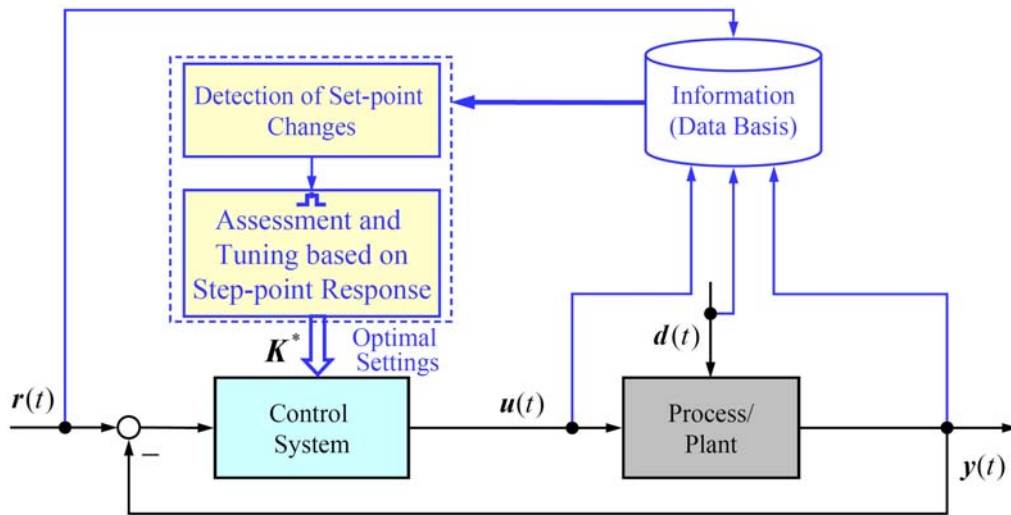 Detection of Set-point
Changes
Information
(Data Basis)
Assessment and
Tuning based on
Step-point Response
d(t)
K*
Optimal
Settings
r(t)
Control
System
u(t)
Process/
Plant
y(t)
−